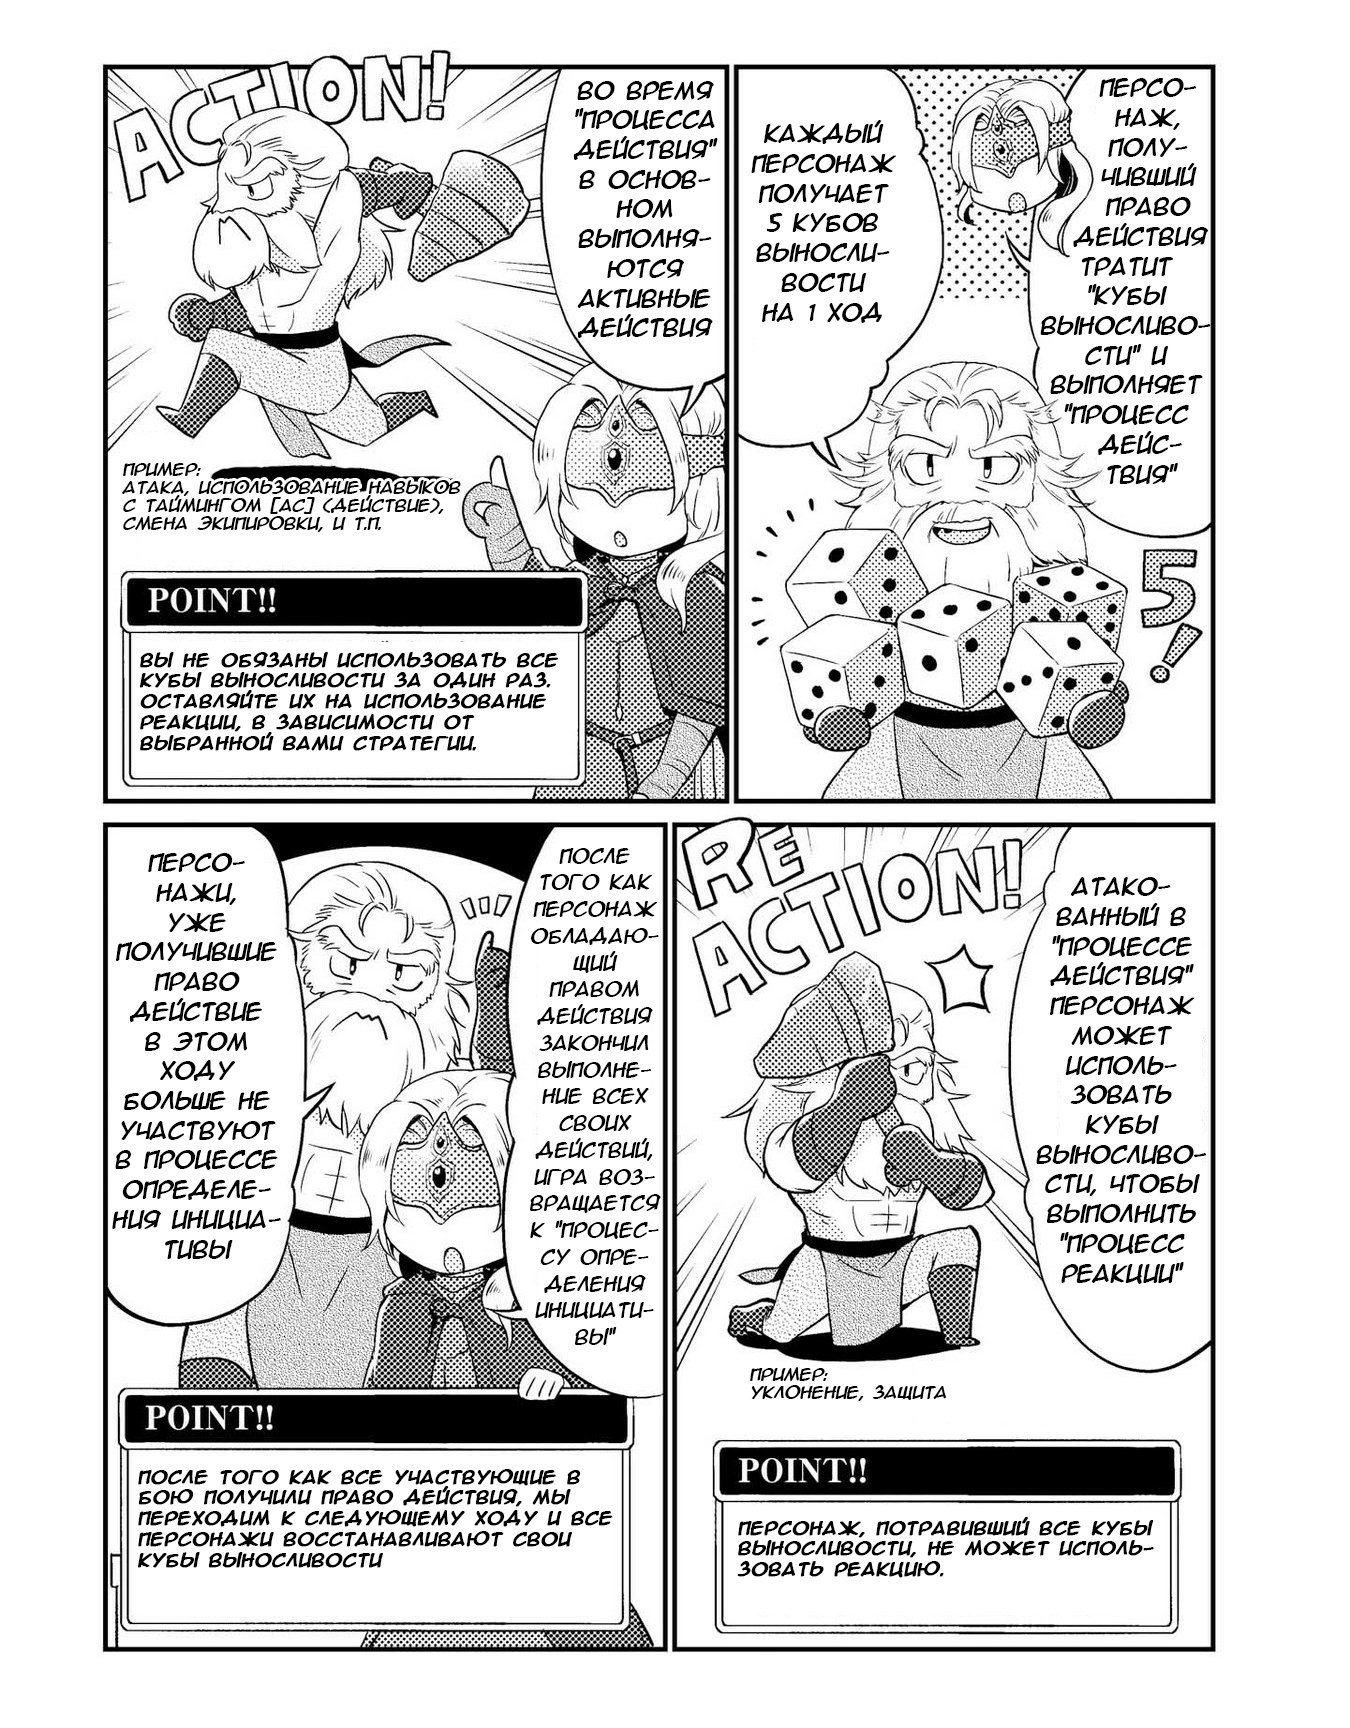 ПЕРСО-
НАЖ,
ПОЛУ-
ЧИВШИЙ
ПРАВО
ДЕЙСТВИЯ
ТРАТИТ
"КУБЫ
ВЫНОСЛИВО-
СТИ" И
ВЫПОЛНЯЕТ
"ПРОЦЕСС
ДЕЙС-
ТВИЯ"
КАЖДЫЙ
ПЕРСОНАЖ
ПОЛУЧАЕТ
5 КУБОВ
ВЫНОСЛИ-
ВОСТИ
НА 1 ХОД
5!
ACTION!
ВО ВРЕМЯ
"ПРОЦЕССА
ДЕЙСТВИЯ"
В ОСНОВ-
НОМ
ВЫПОЛНЯ-
ЮТСЯ
АКТИВНЫЕ
ДЕЙСТВИЯ
ПРИМЕР:
АТАКА, ИСПОЛЬЗОВАНИЕ НАВЫКОВ
С ТАЙМИНГОМ [АС] (ДЕЙСТВИЕ),
СМЕНА ЭКИПИРОВКИ, И Т.П.
POINT!!
ВЫ НЕ ОБЯЗАНЫ ИСПОЛЬЗОВАТЬ ВСЕ
КУБЫ ВЫНОСЛИВОСТИ ЗА ОДИН РАЗ.
ОСТАВЛЯЙТЕ ИХ НА ИСПОЛЬЗОВАНИЕ
РЕАКЦИИ, В ЗАВИСИМОСТИ ОТ
ВЫБРАННОЙ ВАМИ СТРАТЕГИИ.
RE
ACTION!
АТАКО-
ВАННЫЙ В
"ПРОЦЕССЕ
ДЕЙСТВИЯ"
ПЕРСОНАЖ
МОЖЕТ
ИСПОЛЬ-
ЗОВАТЬ
КУБЫ
ВЫНОСЛИВО-
СТИ, ЧТОБЫ
ВЫПОЛНИТЬ
"ПРОЦЕСС
РЕАКЦИИ"
ПРИМЕР:
УКЛОНЕНИЕ, ЗАЩИТА
POINT!!
ПЕРСОНАЖ, ПОТРАВИВШИЙ ВСЕ КУБЫ
ВЫНОСЛИВОСТИ, НЕ МОЖЕТ ИСПОЛЬ-
ЗОВАТЬ РЕАКЦИЮ.
ПОСЛЕ
ТОГО КАК
ПЕРСОНАЖ
ОБЛАДАЮ-
ЩИЙ
ПРАВОМ
ДЕЙСТВИЯ
ЗАКОНЧИЛ
ВЫПОЛНЕ-
НИЕ ВСЕХ
СВОИХ
ДЕЙСТВИЙ,
ИГРА ВОЗ-
ВРАЩАЕТСЯ
К "ПРОЦЕС-
СУ ОПРЕ-
ДЕЛЕНИЯ
ИНИЦИАТИ-
ВЫ"
ПЕРСО-
НАЖИ,
УЖЕ
ПОЛУЧИВШИЕ
ПРАВО
ДЕЙСТВИЕ
В ЭТОМ
ХОДУ
БОЛЬШЕ НЕ
УЧАСТВУЮТ
В ПРОЦЕССЕ
ОПРЕДЕЛЕ-
НИЯ ИНИЦИА-
ТИВЫ
POINT!!
ПОСЛЕ ТОГО КАК ВСЕ УЧАСТВУЮЩИЕ В
БОЮ ПОЛУЧИЛИ ПРАВО ДЕЙСТВИЯ, МЫ
ПЕРЕХОДИМ К СЛЕДУЮЩЕМУ ХОДУ И ВСЕ
ПЕРСОНАЖИ ВОССТАНАВЛИВАЮТ СВОИ
КУБЫ ВЫНОСЛИВОСТИ